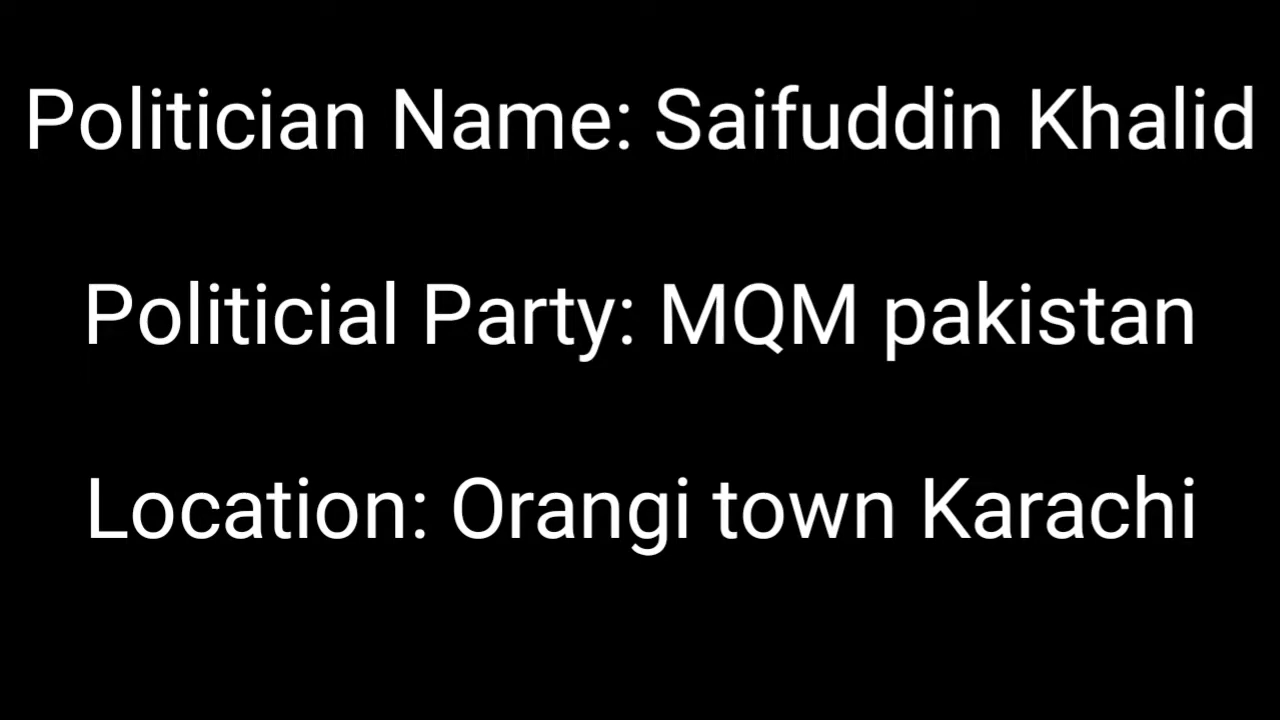 Politician Name: Saifuddin Khalid
Politicial Party: MQM pakistan
Location: Orangi town Karachi